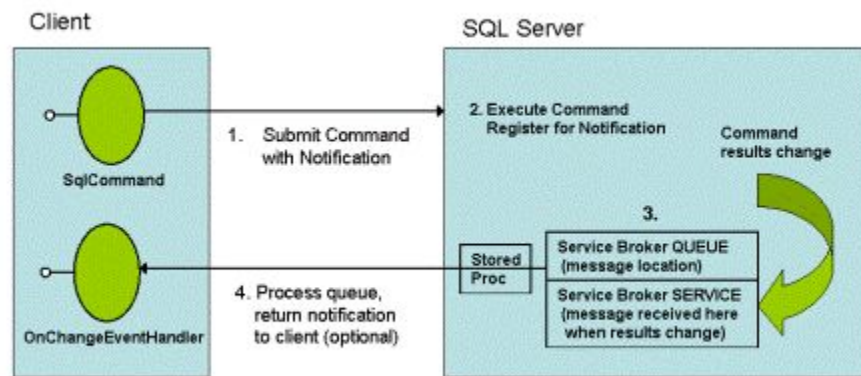 Client
SQL Server
SqlCommand
1. Submit Command
with Notification
2. Execute Command
Register for Notification
Command
results change
3.
Stored
Proc
Service Broker QUEUE
(message location)
Service Broker SERVICE
(message received here
when results change)
OnChangeEventHandler
4. Process queue,
return notification
to client (optional)